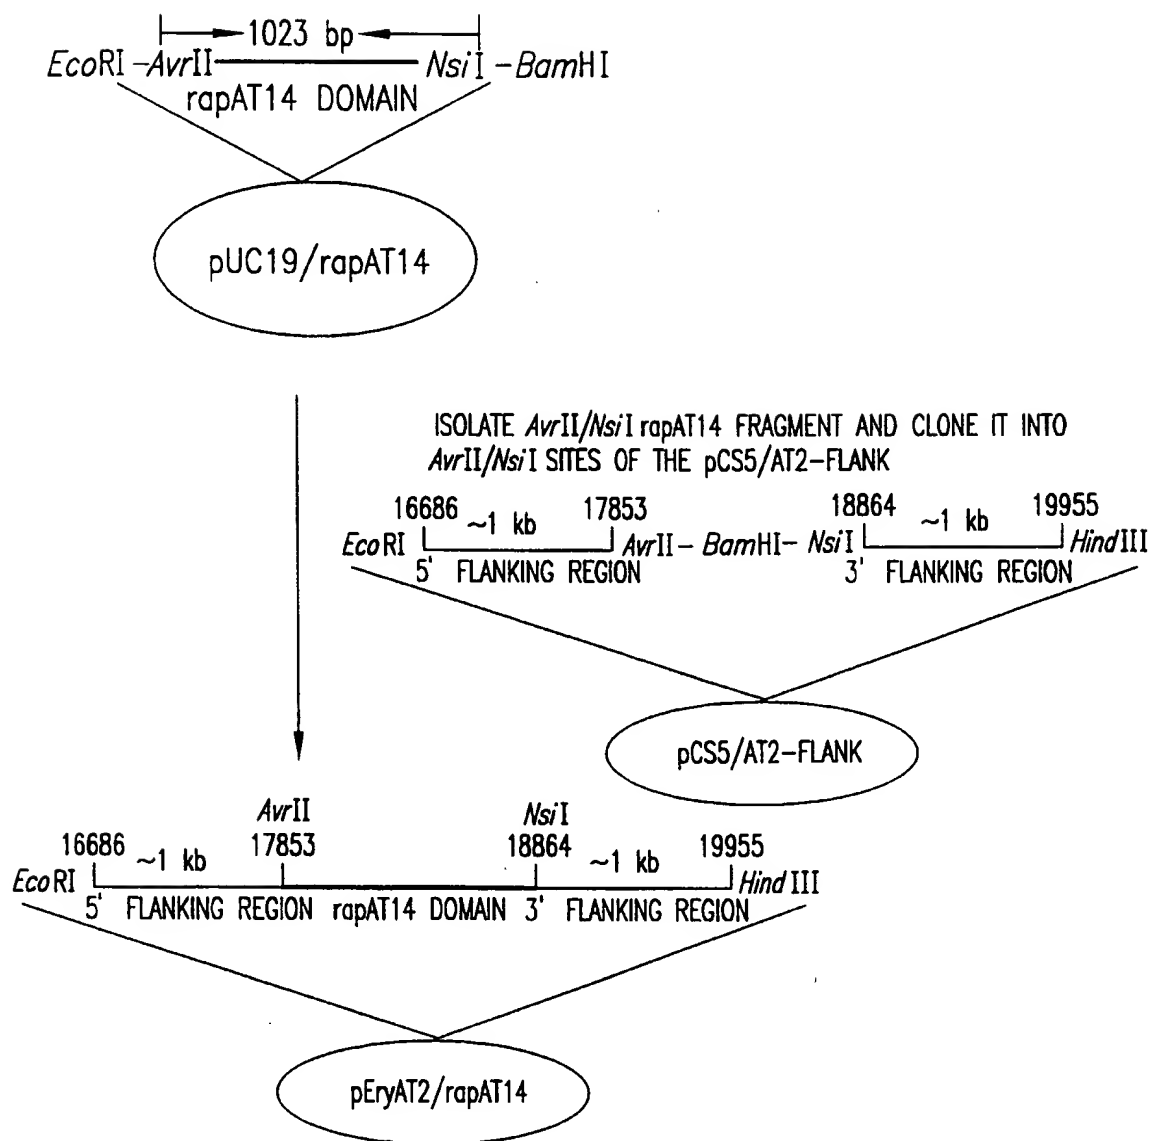 1023 bp
EcoRI-AvrII NsiI-BamHI
rapAT14 DOMAIN
pUC19/rapAT14
ISOLATE AvrII/NsiI rapAT14 FRAGMENT AND CLONE IT INTO
AvrII/NsiI SITES OF THE pCS5/AT2-FLANK
16686 ~1 kb 17853 18864 ~1 kb 19955
EcoRI AvrII-BamHI-NsiI HindIII
5' FLANKING REGION 3' FLANKING REGION
pCS5/AT2-FLANK
AvrII NsiI
16686 ~1 kb 17853 18864 ~1 kb 19955
EcoRI HindIII
5' FLANKING REGION rapAT14 DOMAIN 3' FLANKING REGION
pEryAT2/rapAT14